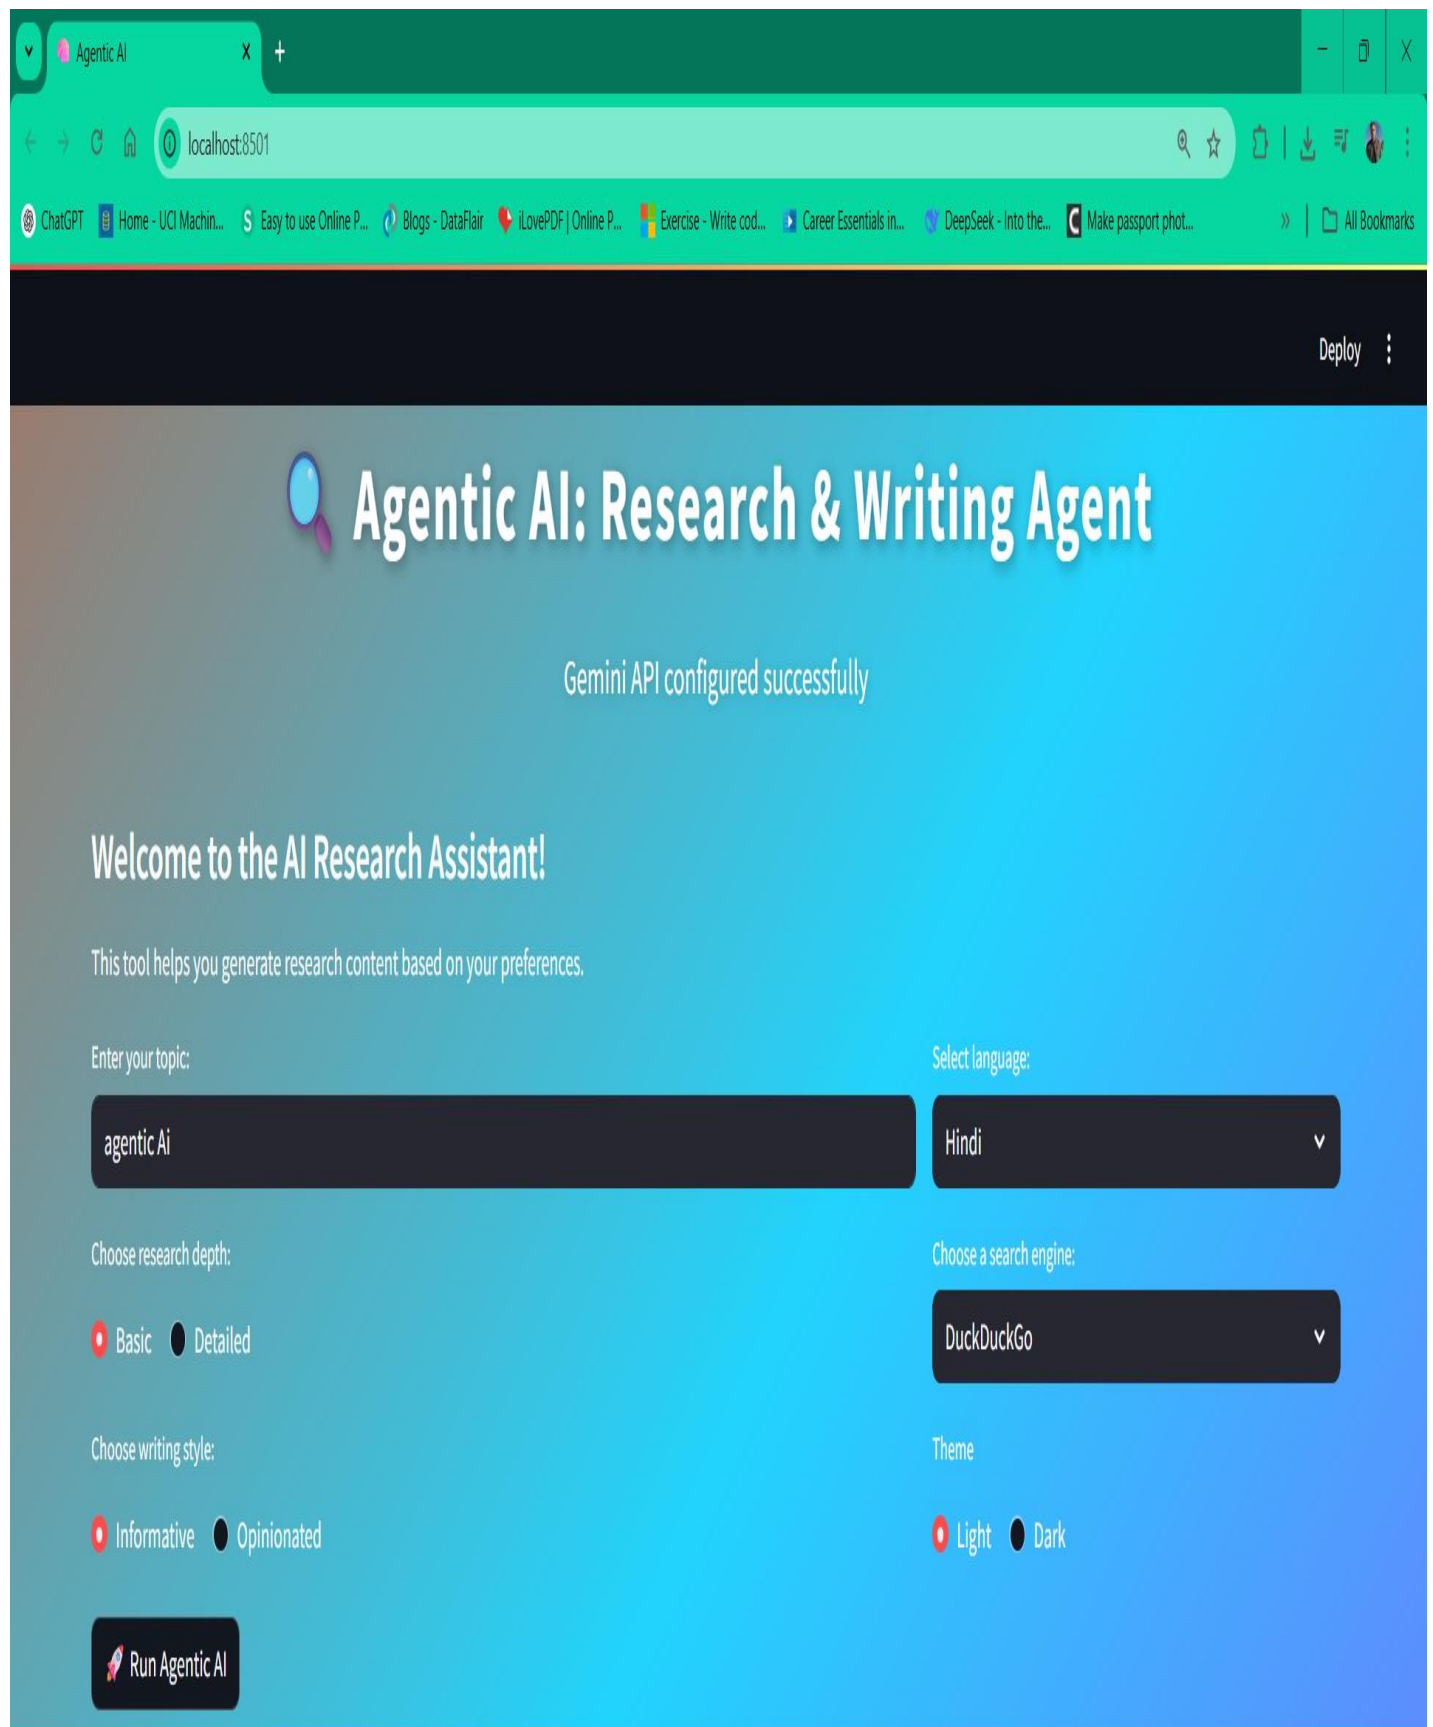 Agentic AI
localhost:8501
ChatGPT
Home - UCI Machin...
Easy to use Online P...
Blogs - DataFlair
iLovePDF | Online P...
Exercise - Write cod...
Career Essentials in...
DeepSeek - Into the...
Make passport phot...
All Bookmarks
Deploy
Agentic AI: Research & Writing Agent
Gemini API configured successfully
Welcome to the AI Research Assistant!
This tool helps you generate research content based on your preferences.
Enter your topic:
agentic Ai
Select language:
Hindi
Choose research depth:
Basic Detailed
Choose a search engine:
DuckDuckGo
Choose writing style:
Informative Opinionated
Theme
Light Dark
Run Agentic AI